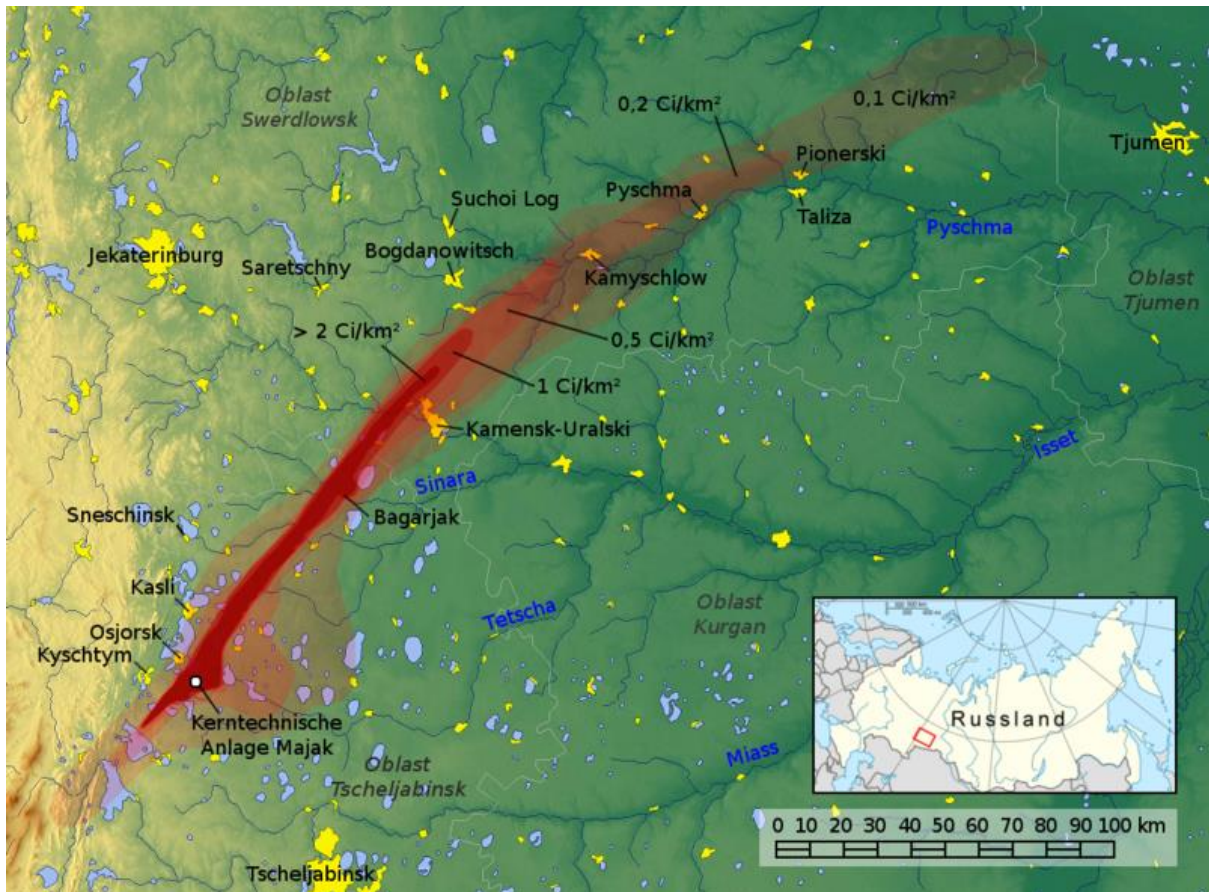 Oblast
Swerdlowsk
0,2 Ci/km²
0,1 Ci/km²
Tjumen
Pionerski
Pyschma
Suchoi Log
Taliza
Pyschma
Jekaterinburg
Saretschny
Bogdanowitsch
Kamyschlow
Oblast
Tjumen
> 2 Ci/km²
0,5 Ci/km²
1 Ci/km²
Kamensk-Uralski
Isset
Sinara
Sneschinsk
Bagarjak
Kasli
Tetscha
Oblast
Kurgan
Osjorsk
Kyschtym
Kerntechnische
Anlage Majak
Russland
Miass
Oblast
Tscheljabinsk
0 10 20 30 40 50 60 70 80 90 100 km
Tscheljabinsk